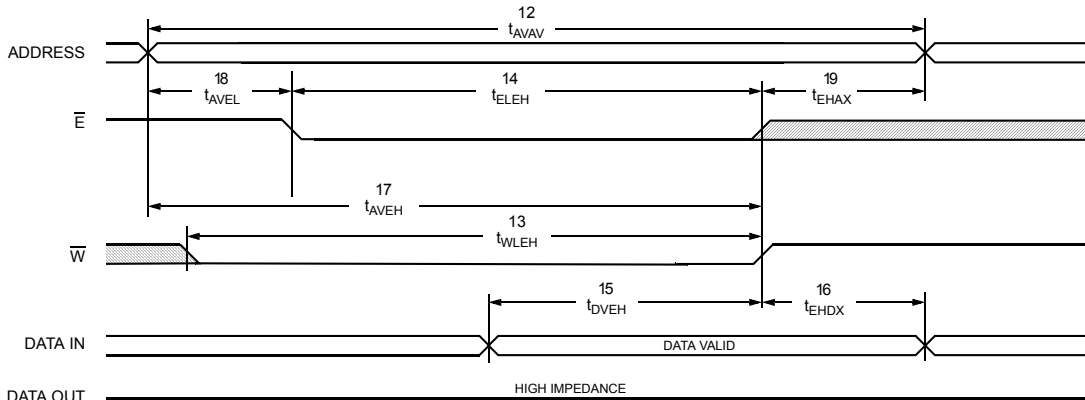 12
tAVAV
ADDRESS
18
tAVEL
14
tELEH
19
tEHAX
E
17
tAVEH
13
tWLEH
W
15
tDVEH
16
tEHDX
DATA IN
DATA VALID
DATA OUT
HIGH IMPEDANCE